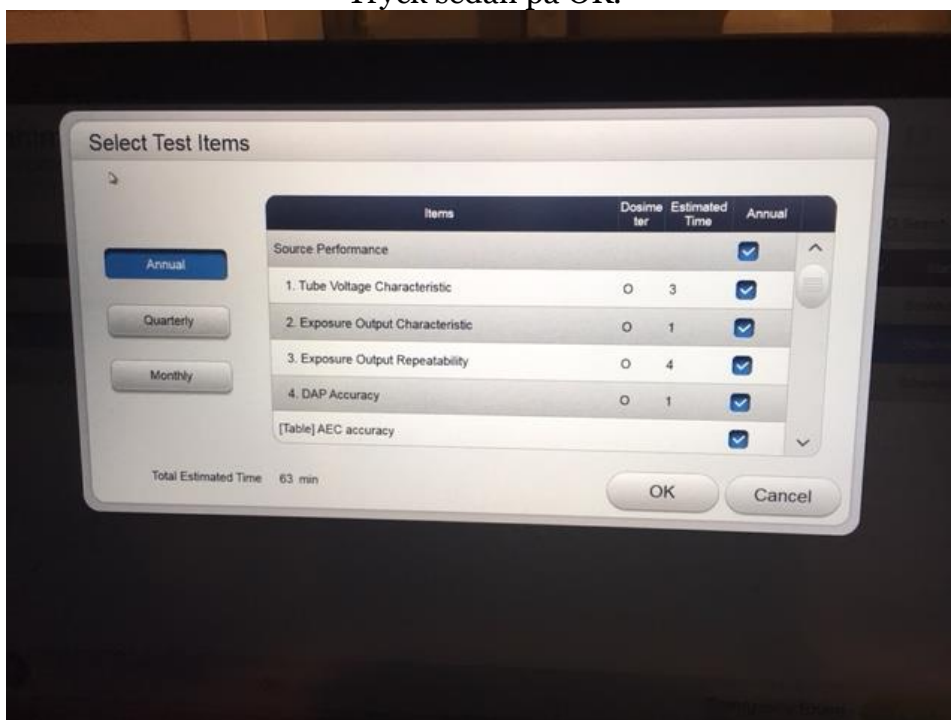 Tryck sedan på OK.
Select Test Items
Items
Dosime
ter
Estimated
Time
Annual
Annual
Quarterly
Monthly
Source Performance
1. Tube Voltage Characteristic O 3
2. Exposure Output Characteristic O 1
3. Exposure Output Repeatability O 4
4. DAP Accuracy O 1
[Table] AEC accuracy
Total Estimated Time 63 min
OK
Cancel